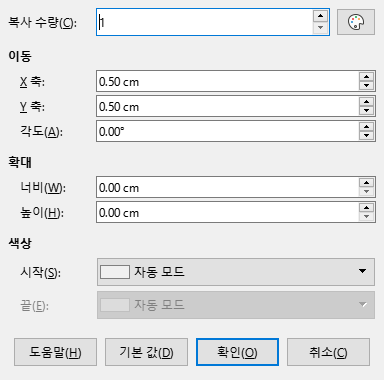 복사 수량(C): 1
이동
X 축: 0.50 cm
Y 축: 0.50 cm
각도(A): 0.00°
확대
너비(W): 0.00 cm
높이(H): 0.00 cm
색상
시작(S): 자동 모드
끝(E): 자동 모드
도움말(H) 기본 값(D) 확인(O) 취소(C)